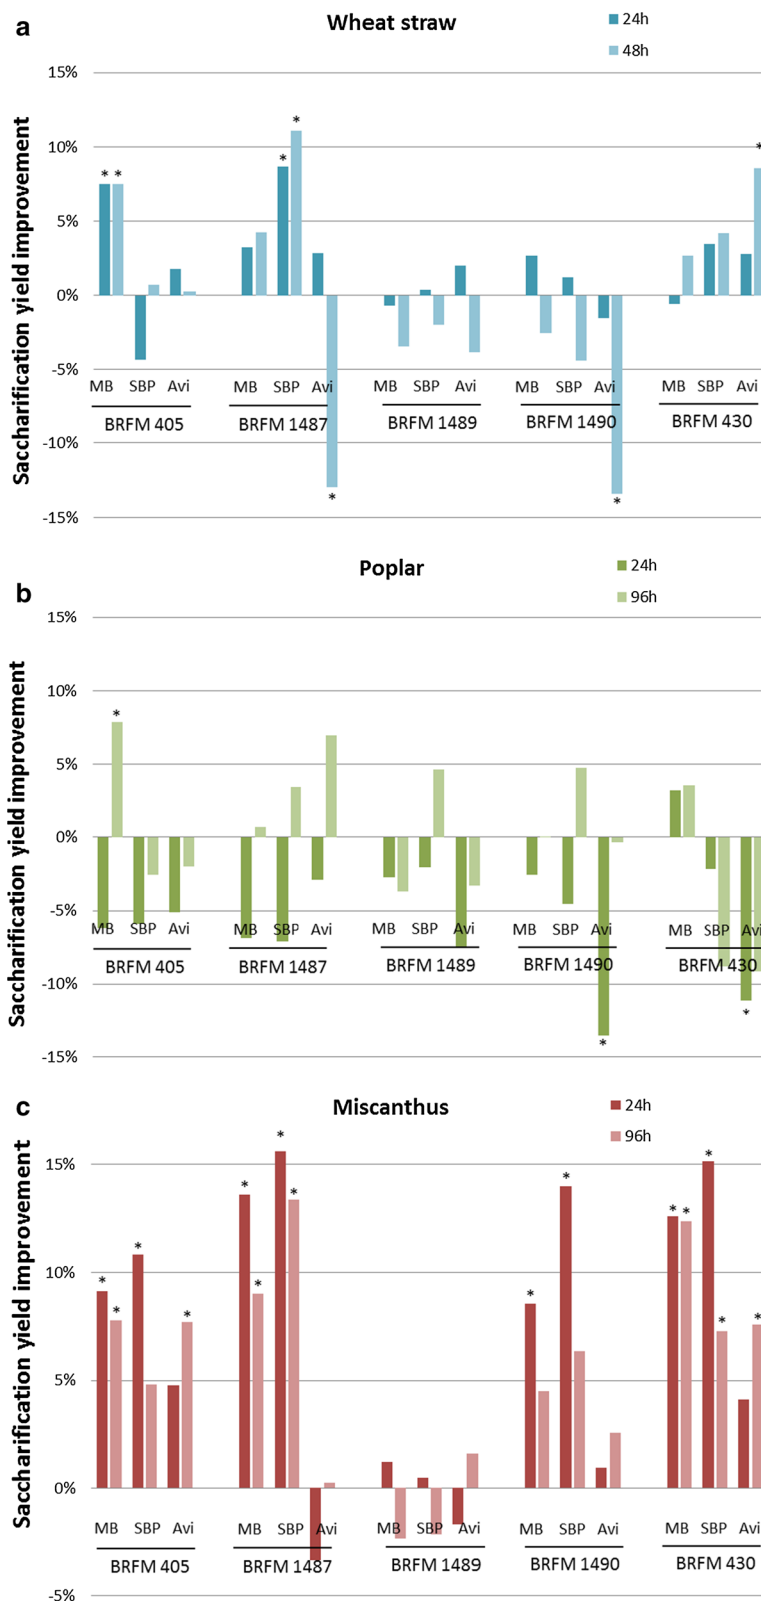 a
Wheat straw
24h
48h
Saccharification yield improvement
15%
10%
5%
0%
-5%
-10%
-15%
* * * * * * *
MB SBP Avi MB SBP Avi MB SBP Avi MB SBP Avi MB SBP Avi
BRFM 405 BRFM 1487 BRFM 1489 BRFM 1490 BRFM 430
b
Poplar
24h
96h
Saccharification yield improvement
15%
10%
5%
0%
-5%
-10%
-15%
* * *
MB SBP Avi MB SBP Avi MB SBP Avi MB SBP Avi MB SBP Avi
BRFM 405 BRFM 1487 BRFM 1489 BRFM 1490 BRFM 430
c
Miscanthus
24h
96h
Saccharification yield improvement
15%
10%
5%
0%
-5%
* * * * * * * * * * * * * * *
MB SBP Avi MB SBP Avi MB SBP Avi MB SBP Avi MB SBP Avi
BRFM 405 BRFM 1487 BRFM 1489 BRFM 1490 BRFM 430